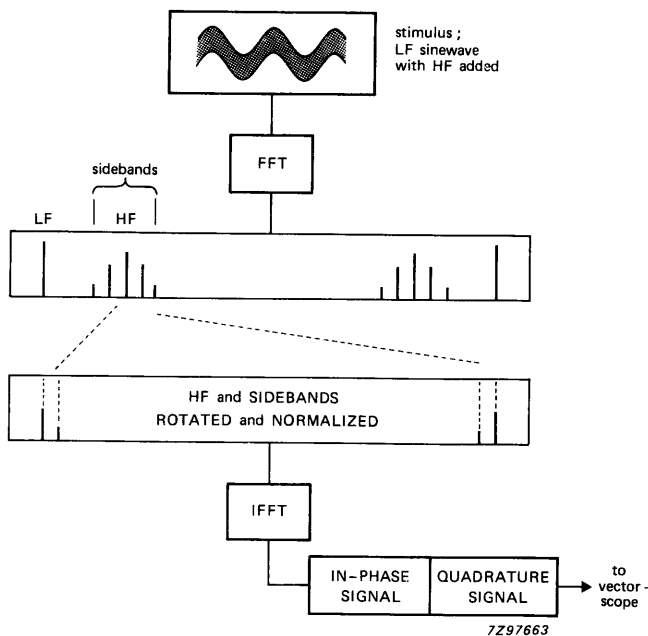 stimulus ;
LF sinewave
with HF added
FFT
sidebands
LF
HF
HF and SIDEBANDS
ROTATED and NORMALIZED
IFFT
IN-PHASE
SIGNAL
QUADRATURE
SIGNAL
to
vector-
scope
7Z97663